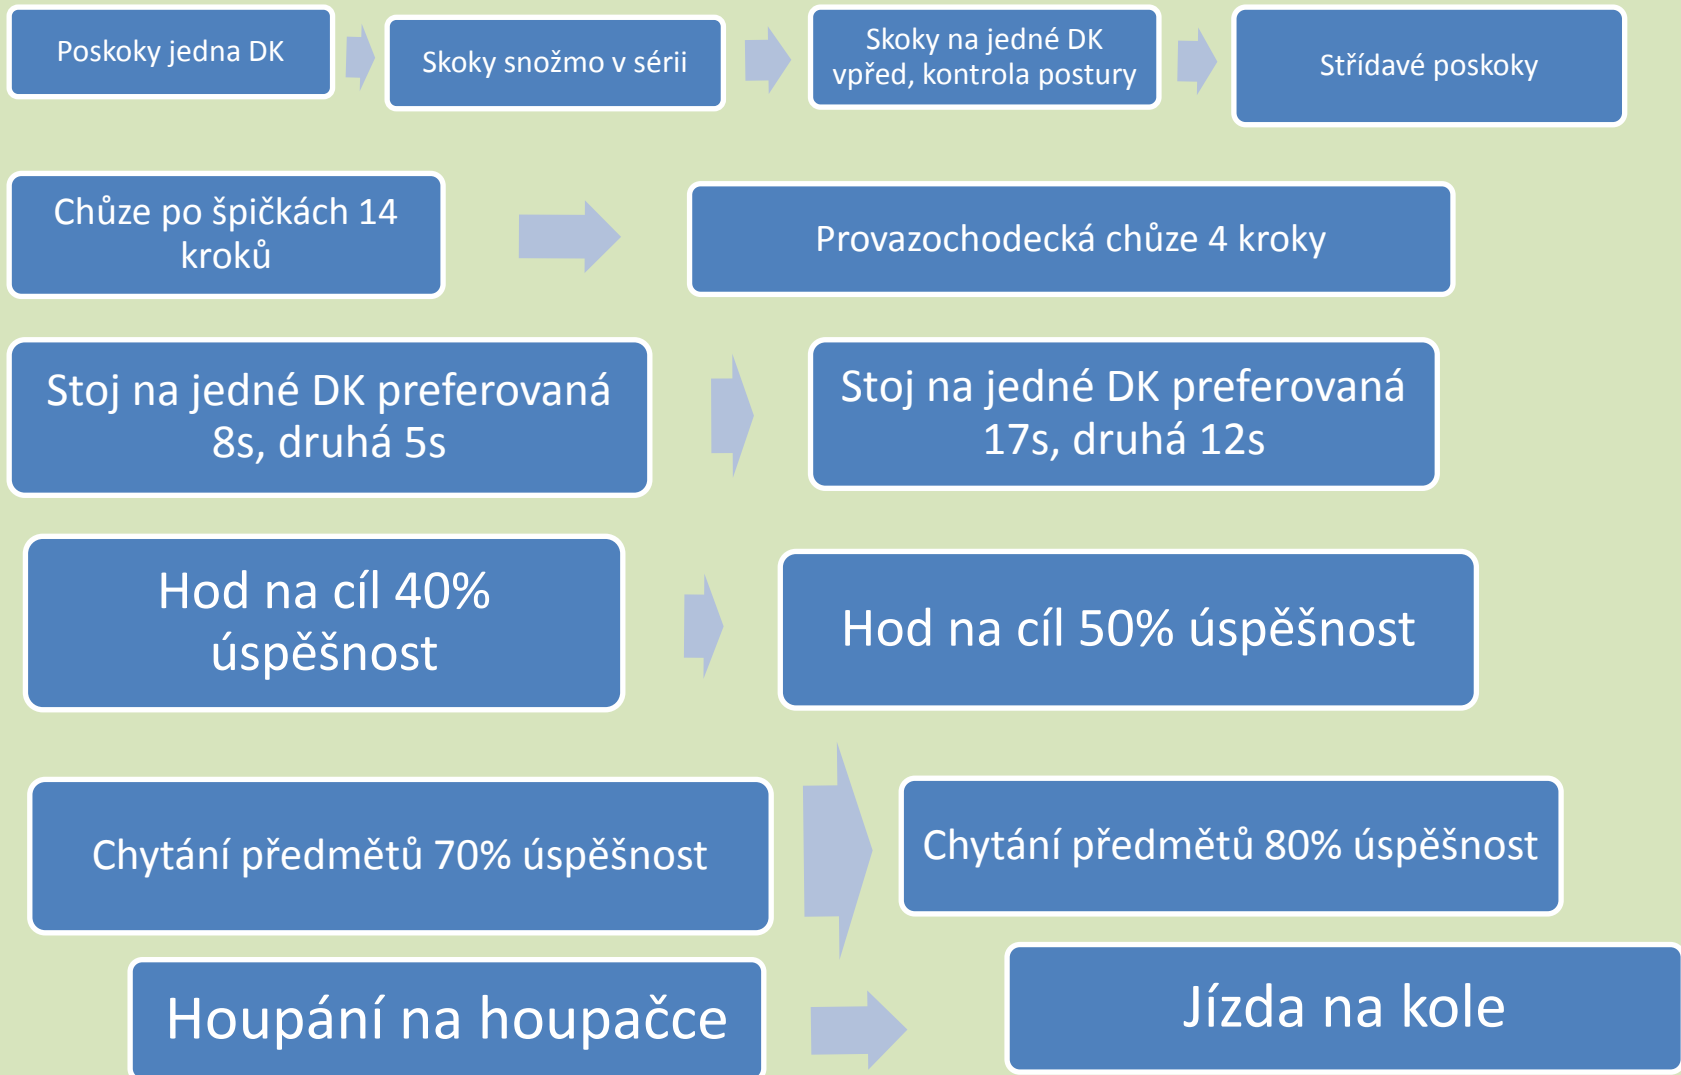 Poskoky jedna DK
Skoky snožmo v sérii
Skoky na jedné DK
vpřed, kontrola postury
Střídavé poskoky
Chůze po špičkách 14
kroků
Provazochodecká chůze 4 kroky
Stoj na jedné DK preferovaná
8s, druhá 5s
Stoj na jedné DK preferovaná
17s, druhá 12s
Hod na cíl 40%
úspěšnost
Hod na cíl 50% úspěšnost
Chytání předmětů 70% úspěšnost
Chytání předmětů 80% úspěšnost
Houpání na houpačce
Jízda na kole